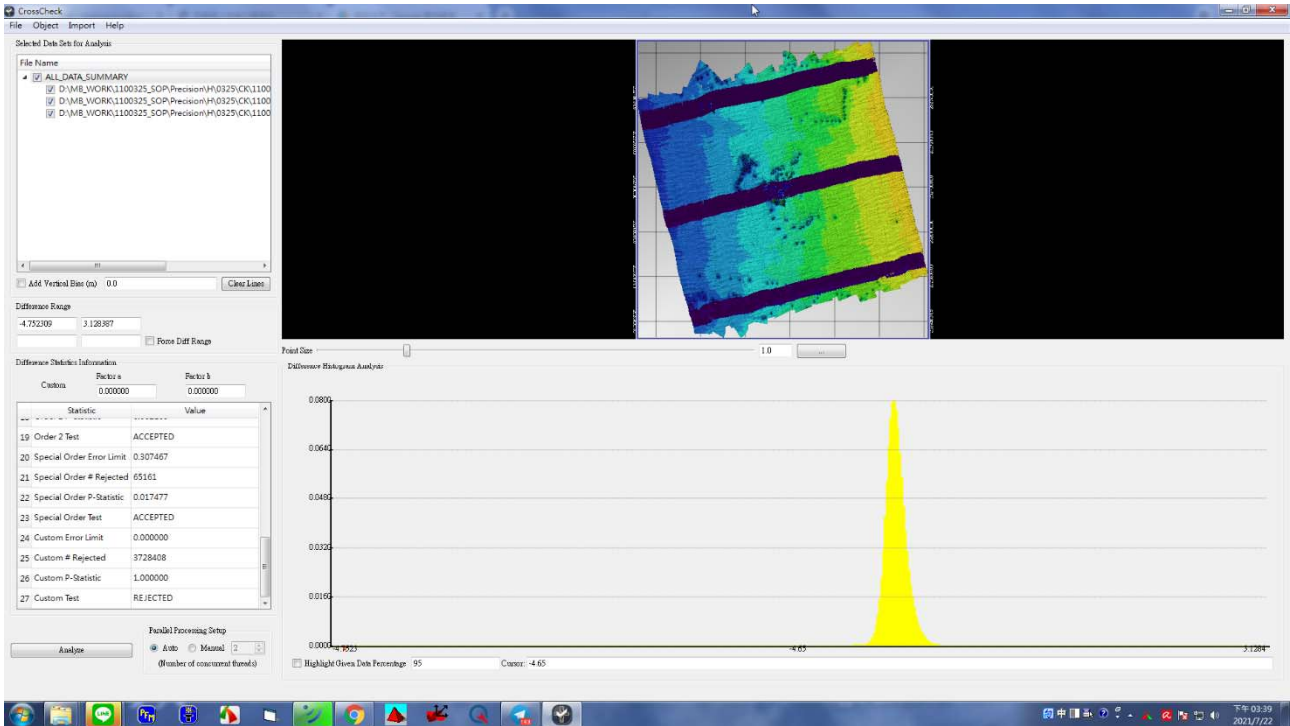 CrossCheck
File Object Import Help
Selected Data Sets for Analysis
File Name
ALL_DATA_SUMMARY
D:\MB_WORK\1100325_SOP\Precision\H\0325\CK\1100
D:\MB_WORK\1100325_SOP\Precision\H\0325\CK\1100
D:\MB_WORK\1100325_SOP\Precision\H\0325\CK\1100
Add Vertical Bias (m) 0.0 Clear Lines
Difference Range
-4.752309 3.128387
Force Diff Range
Point Size 1.0 ...
Difference Statistics Information
Custom Factor a Factor b
0.000000 0.000000
Statistic Value
19 Order 2 Test ACCEPTED
20 Special Order Error Limit 0.307467
21 Special Order # Rejected 65161
22 Special Order P-Statistic 0.017477
23 Special Order Test ACCEPTED
24 Custom Error Limit 0.000000
25 Custom # Rejected 3728408
26 Custom P-Statistic 1.000000
27 Custom Test REJECTED
Analyze
Parallel Processing Setup
Auto Manual 2
(Number of concurrent threads)
Difference Histogram Analysis
0.0800
0.0640
0.0480
0.0320
0.0160
0.0000
-4.7523 -4.65 3.1284
Highlight Given Data Percentage 95 Cursor: -4.65
LINE
PFM
中
下午 03:39
2021/7/22